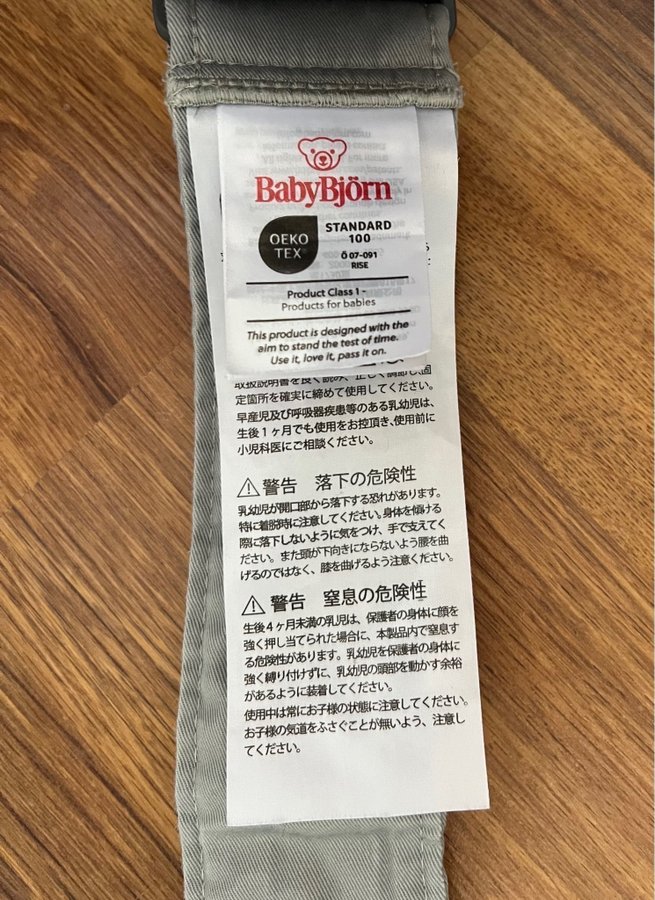 BabyBjörn
OEKO
TEX®
STANDARD
100
Ö 07-091
RISE
Product Class 1 -
Products for babies
This product is designed with the
aim to stand the test of time.
Use it, love it, pass it on.
取扱説明書を良く読み、正しく調節し、固
定箇所を確実に締めて使用してください。
早産児及び呼吸器疾患等のある乳幼児は、
生後1ヶ月でも使用をお控頂き、使用前に
小児科医にご相談ください。
⚠警告 落下の危険性
乳幼児が開口部から落下する恐れがあります。
特に着脱時に注意してください。身体を傾ける
際に落下しないように気をつけ、手で支えてく
ださい。また頭が下向きにならないよう腰を曲
げるのではなく、膝を曲げるよう注意ください。
⚠警告 窒息の危険性
生後4ヶ月未満の乳児は、保護者の身体に顔を
強く押し当てられた場合に、本製品内で窒息す
る危険性があります。乳幼児を保護者の身体に
強く縛り付けずに、乳幼児の頭部を動かす余裕
があるように装着してください。
使用中は常にお子様の状態に注意してください。
お子様の気道をふさぐことが無いよう、注意し
てください。